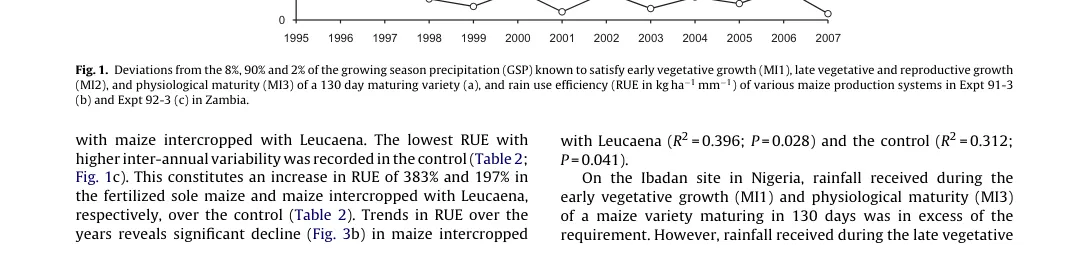 0
1995 1996 1997 1998 1999 2000 2001 2002 2003 2004 2005 2006 2007
Fig. 1. Deviations from the 8%, 90% and 2% of the growing season precipitation (GSP) known to satisfy early vegetative growth (MI1), late vegetative and reproductive growth
(MI2), and physiological maturity (MI3) of a 130 day maturing variety (a), and rain use efficiency (RUE in kg ha⁻¹ mm⁻¹) of various maize production systems in Expt 91-3
(b) and Expt 92-3 (c) in Zambia.
with maize intercropped with Leucaena. The lowest RUE with
higher inter-annual variability was recorded in the control (Table 2;
Fig. 1c). This constitutes an increase in RUE of 383% and 197% in
the fertilized sole maize and maize intercropped with Leucaena,
respectively, over the control (Table 2). Trends in RUE over the
years reveals significant decline (Fig. 3b) in maize intercropped
with Leucaena (R² = 0.396; P = 0.028) and the control (R² = 0.312;
P = 0.041).
On the Ibadan site in Nigeria, rainfall received during the
early vegetative growth (MI1) and physiological maturity (MI3)
of a maize variety maturing in 130 days was in excess of the
requirement. However, rainfall received during the late vegetative